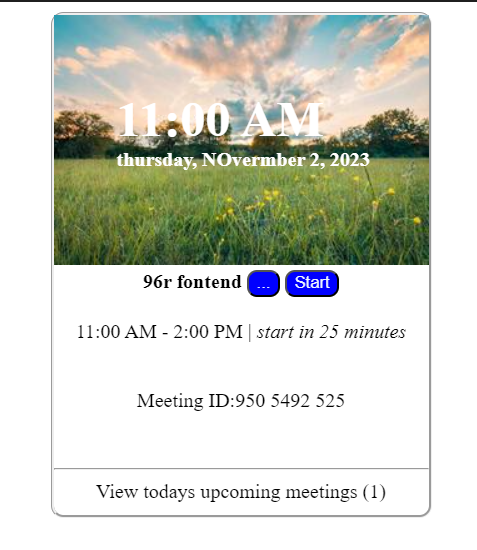 11:00 AM
thursday, NOvermber 2, 2023
96r fontend ... Start
11:00 AM - 2:00 PM | start in 25 minutes
Meeting ID:950 5492 525
View todays upcoming meetings (1)